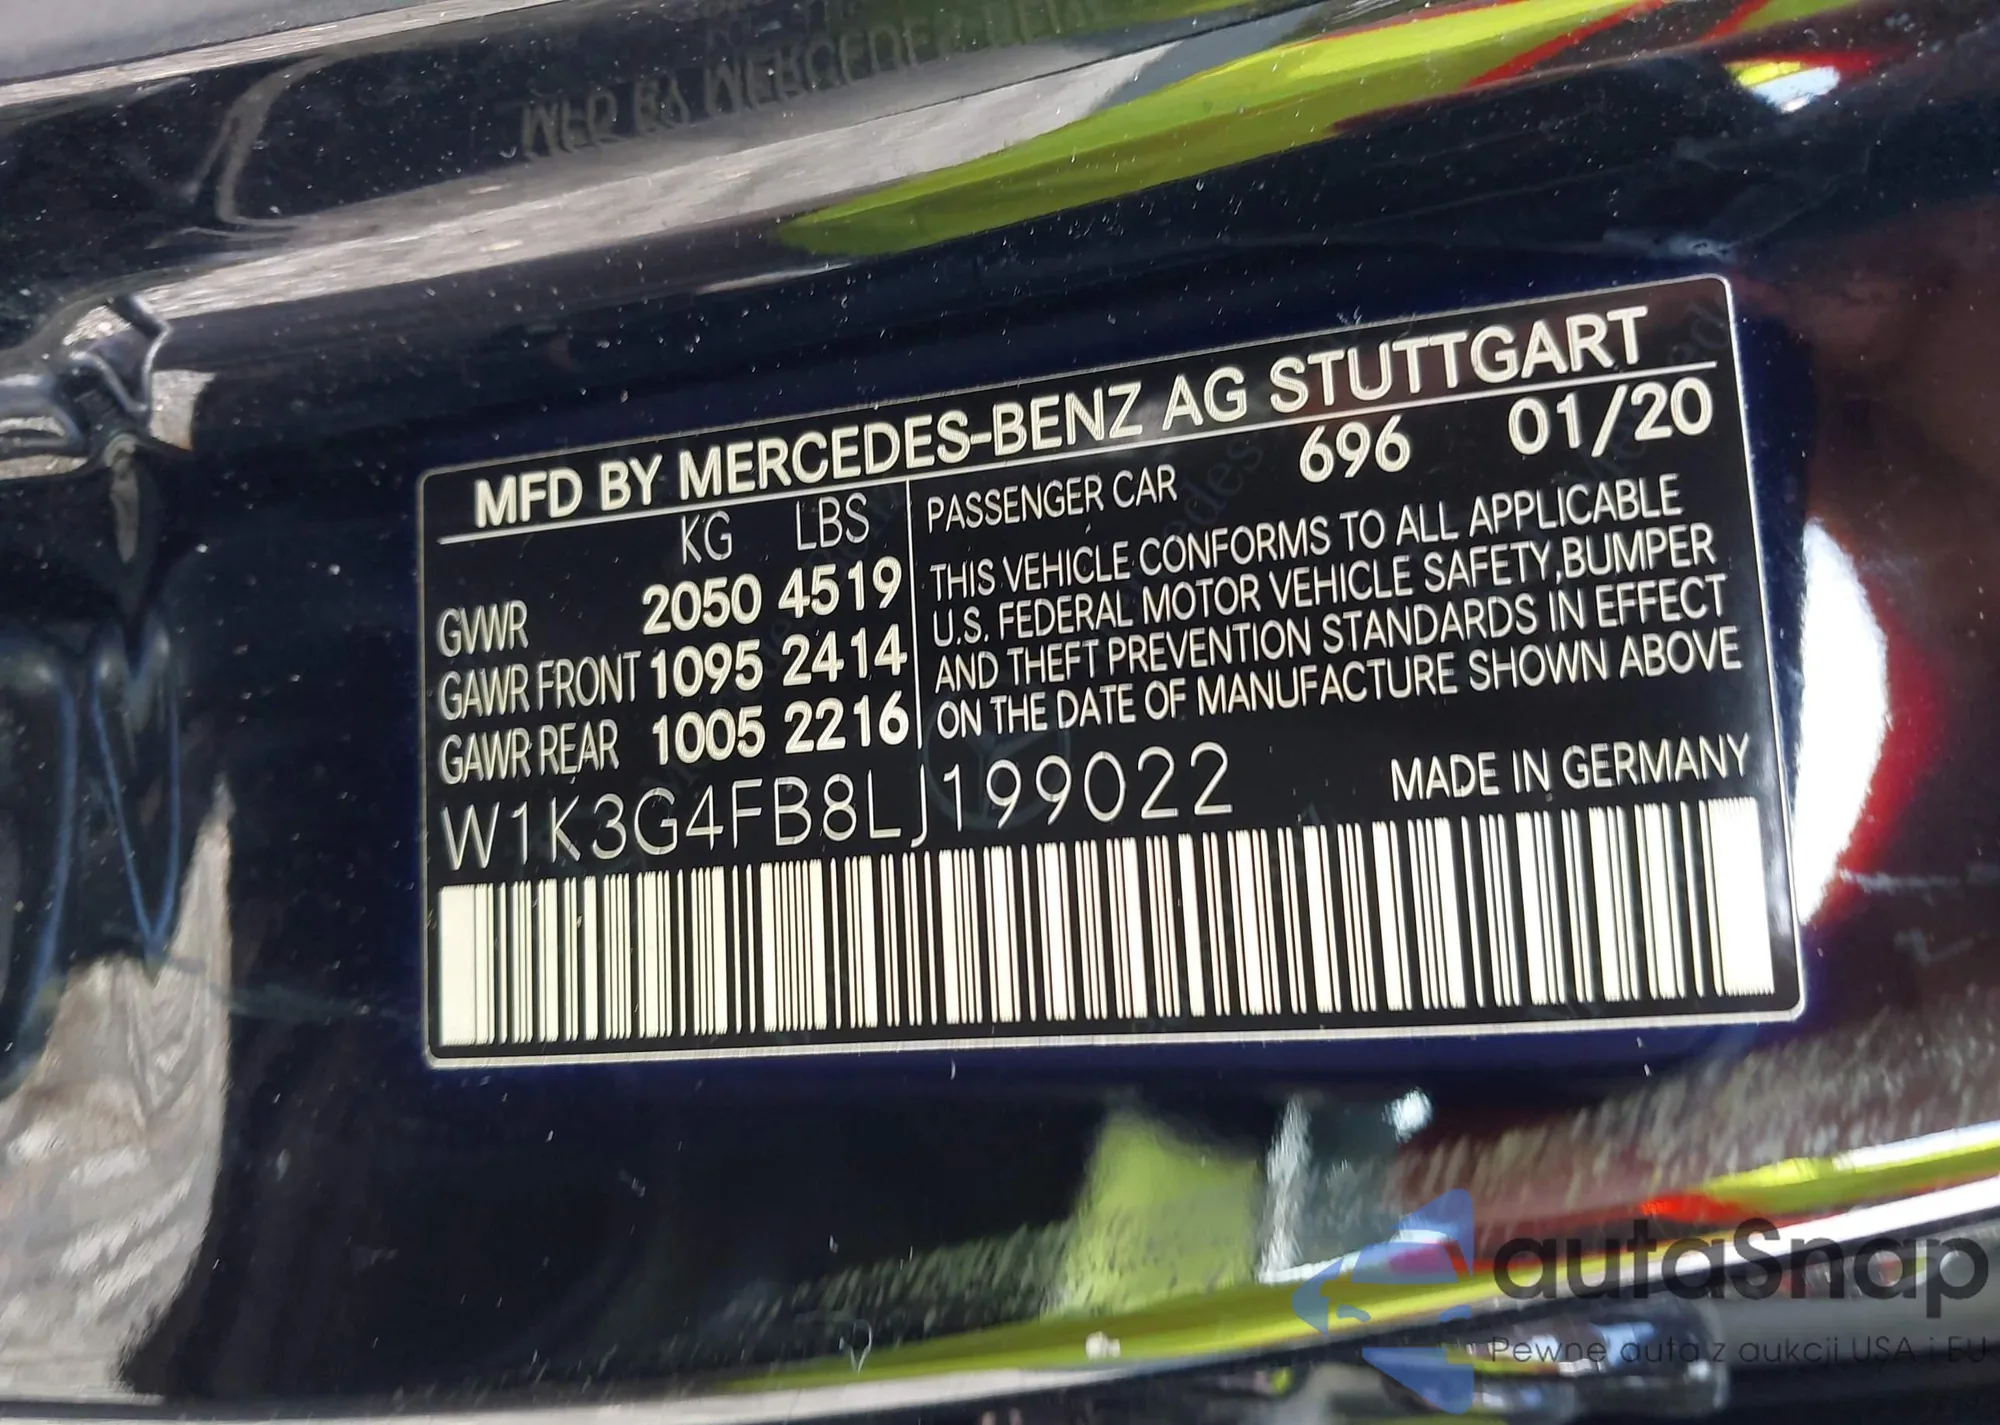 MFD BY MERCEDES-BENZ AG STUTTGART
KG LBS
GVWR 2050 4519
GAWR FRONT 1095 2414
GAWR REAR 1005 2216
PASSENGER CAR 696 01/20
THIS VEHICLE CONFORMS TO ALL APPLICABLE
U.S. FEDERAL MOTOR VEHICLE SAFETY,BUMPER
AND THEFT PREVENTION STANDARDS IN EFFECT
ON THE DATE OF MANUFACTURE SHOWN ABOVE
W1K3G4FB8LJ199022
MADE IN GERMANY
autaSnap
Pewne auta z aukcji USA i EU